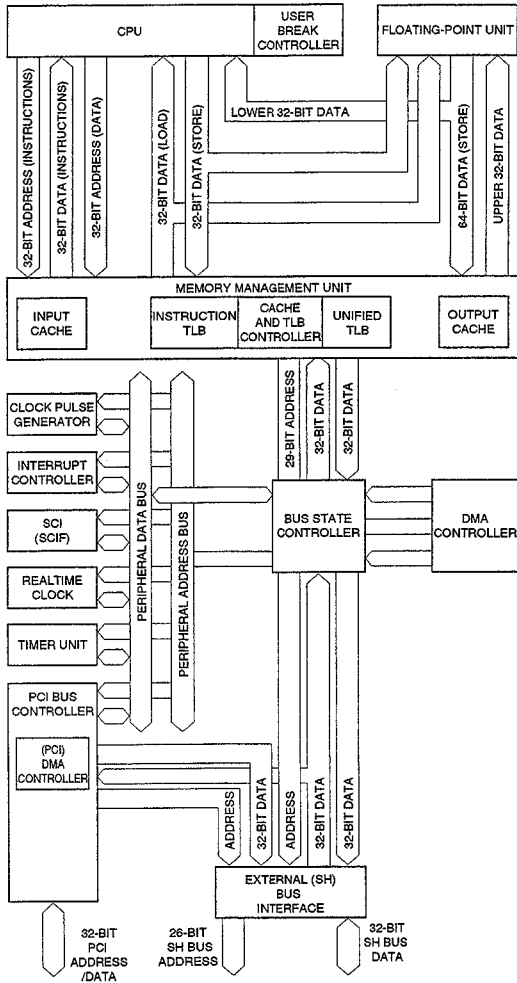 CPU
USER
BREAK
CONTROLLER
FLOATING-POINT UNIT
32-BIT ADDRESS (INSTRUCTIONS)
32-BIT DATA (INSTRUCTIONS)
32-BIT ADDRESS (DATA)
32-BIT DATA (LOAD)
32-BIT DATA (STORE)
LOWER 32-BIT DATA
64-BIT DATA (STORE)
UPPER 32-BIT DATA
MEMORY MANAGEMENT UNIT
INPUT
CACHE
INSTRUCTION
TLB
CACHE
AND TLB
CONTROLLER
UNIFIED
TLB
OUTPUT
CACHE
29-BIT ADDRESS
32-BIT DATA
32-BIT DATA
CLOCK PULSE
GENERATOR
INTERRUPT
CONTROLLER
SCI
(SCIF)
REALTIME
CLOCK
TIMER UNIT
PERIPHERAL DATA BUS
PERIPHERAL ADDRESS BUS
BUS STATE
CONTROLLER
DMA
CONTROLLER
PCI BUS
CONTROLLER
(PCI)
DMA
CONTROLLER
ADDRESS
32-BIT DATA
ADDRESS
32-BIT DATA
32-BIT DATA
EXTERNAL (SH)
BUS
INTERFACE
32-BIT
PCI
ADDRESS
/DATA
26-BIT
SH BUS
ADDRESS
32-BIT
SH BUS
DATA